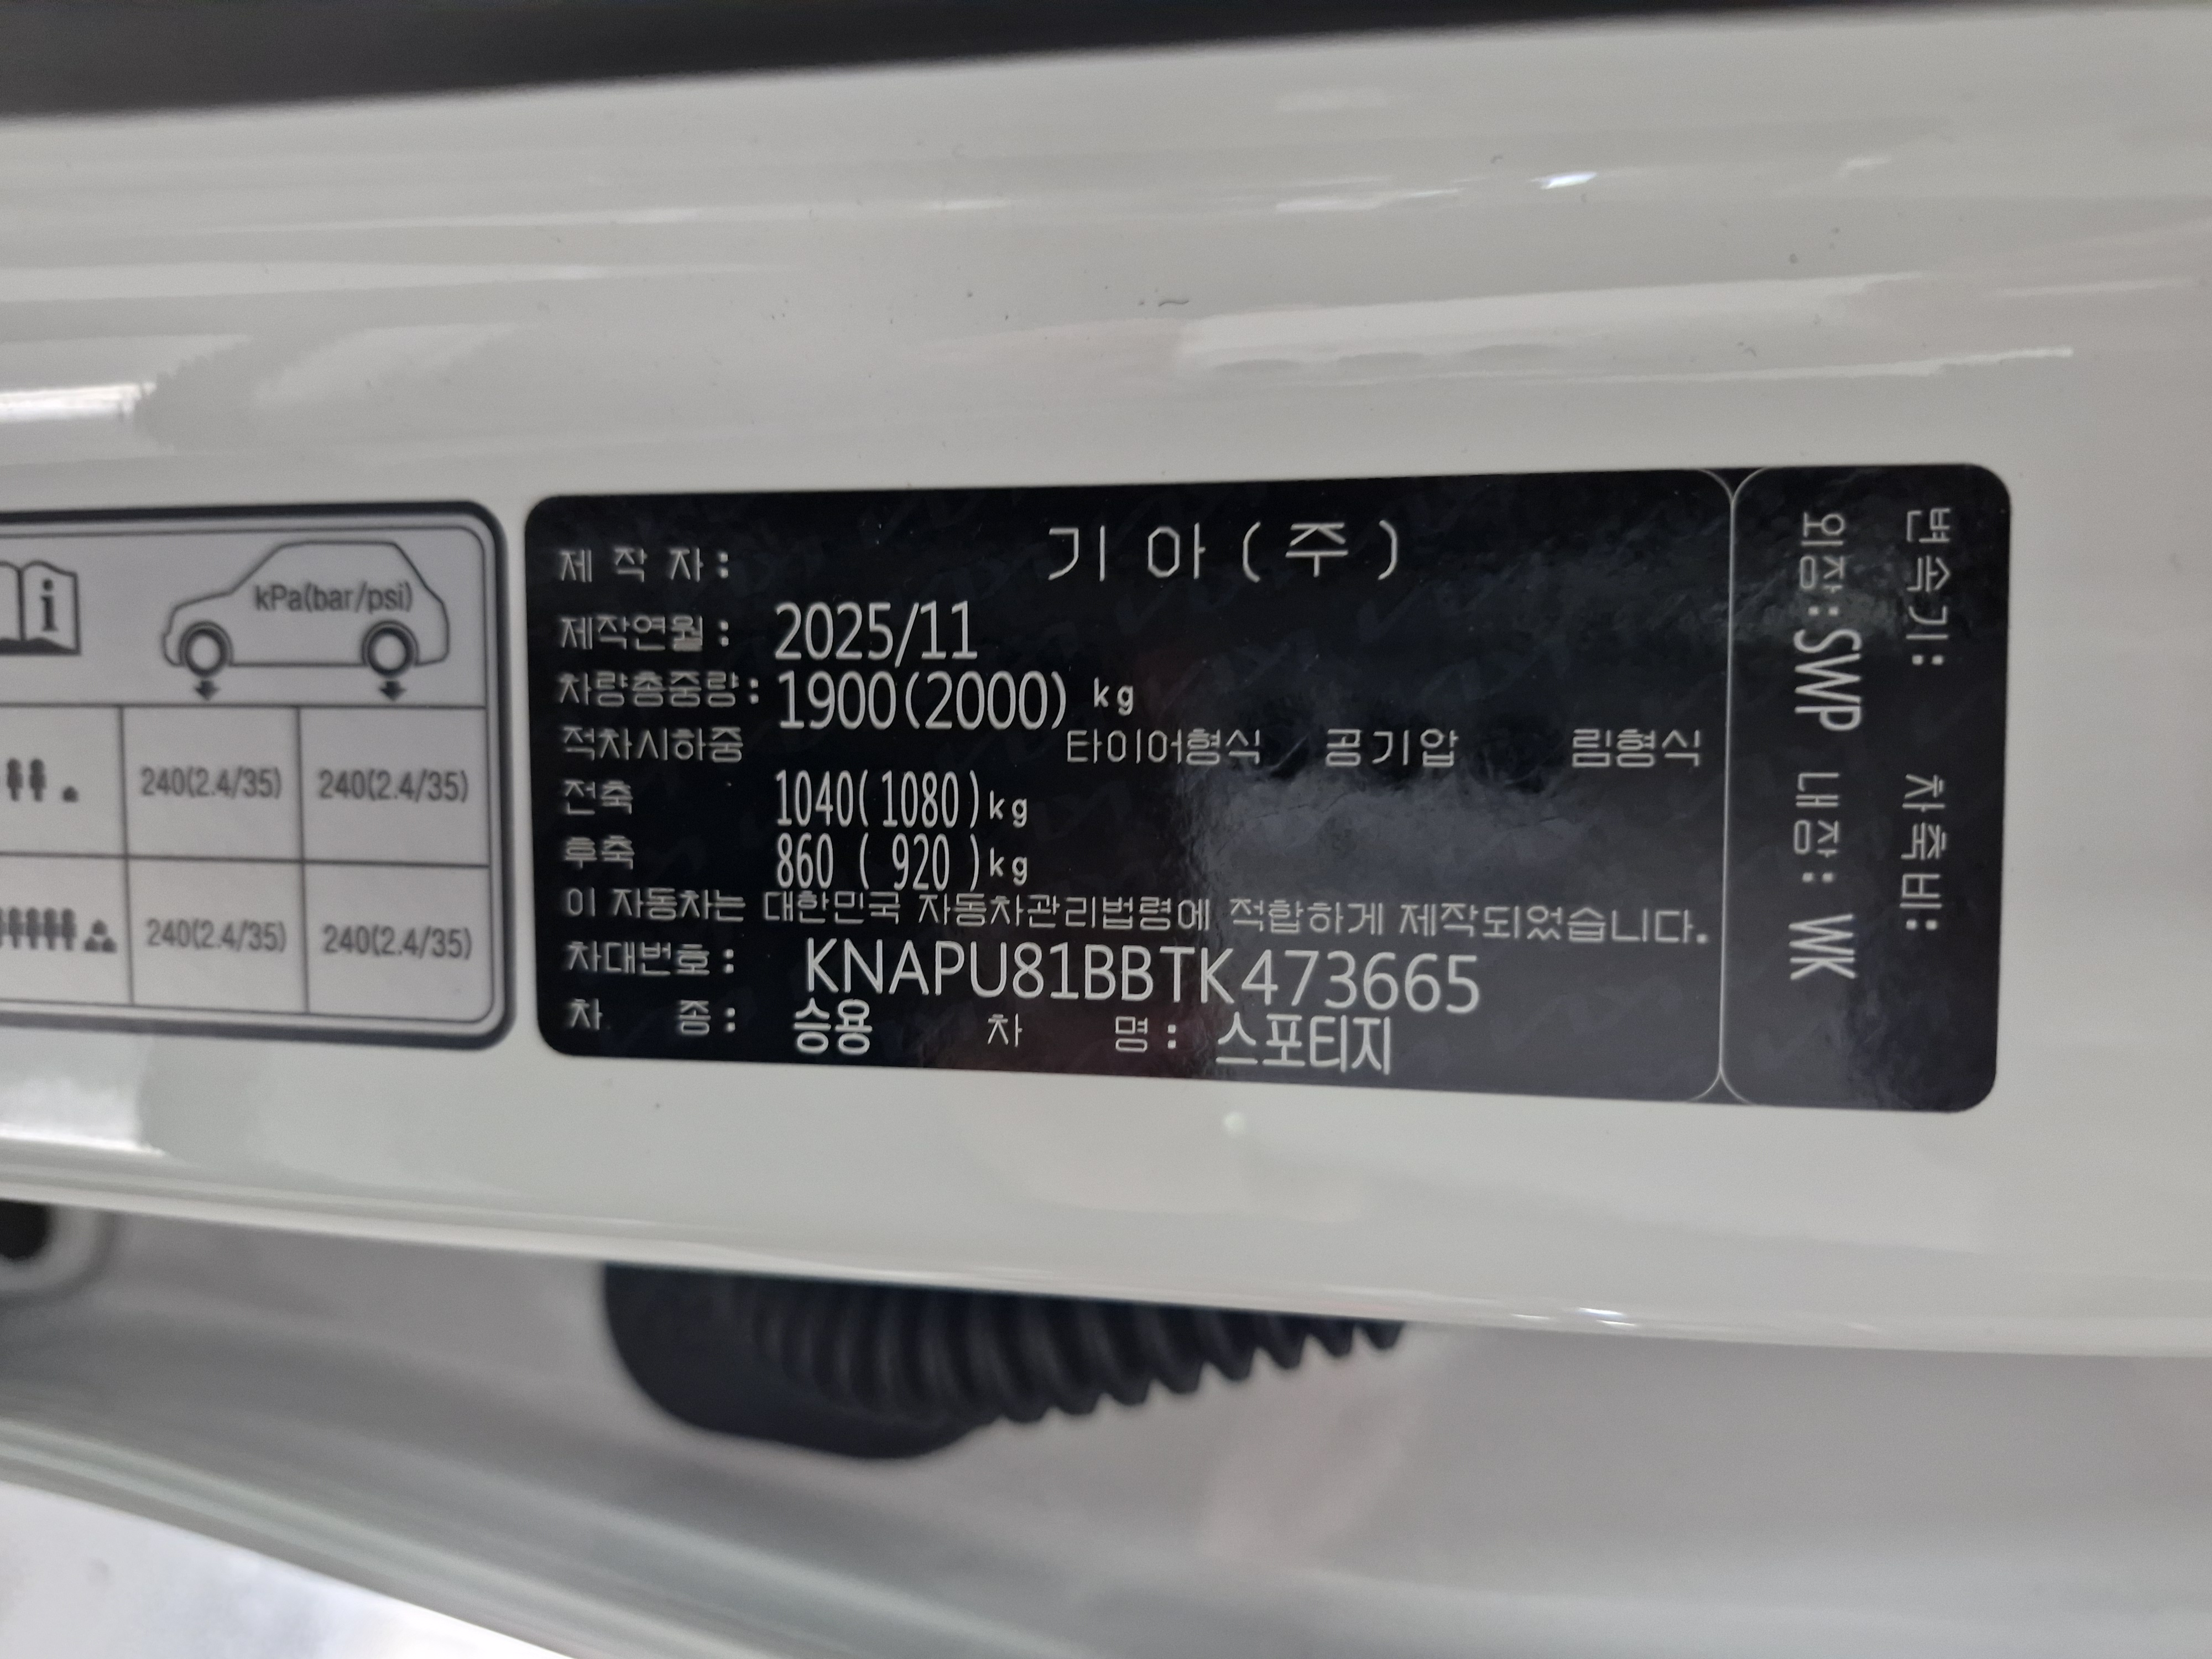 i
kPa(bar/psi)
240(2.4/35) 240(2.4/35)
240(2.4/35) 240(2.4/35)
제 작 자: 기 아 ( 주 )
제작연월: 2025/11
차량총중량: 1900(2000) kg
적차시하중 타이어형식 공기압 림형식
전축 1040( 1080 )kg
후축 860 ( 920 )kg
이 자동차는 대한민국 자동차관리법령에 적합하게 제작되었습니다.
차대번호: KNAPU81BBTK473665
차 종: 승용 차 명: 스포티지
변속기: 차축비:
외장:SWP 내장: WK